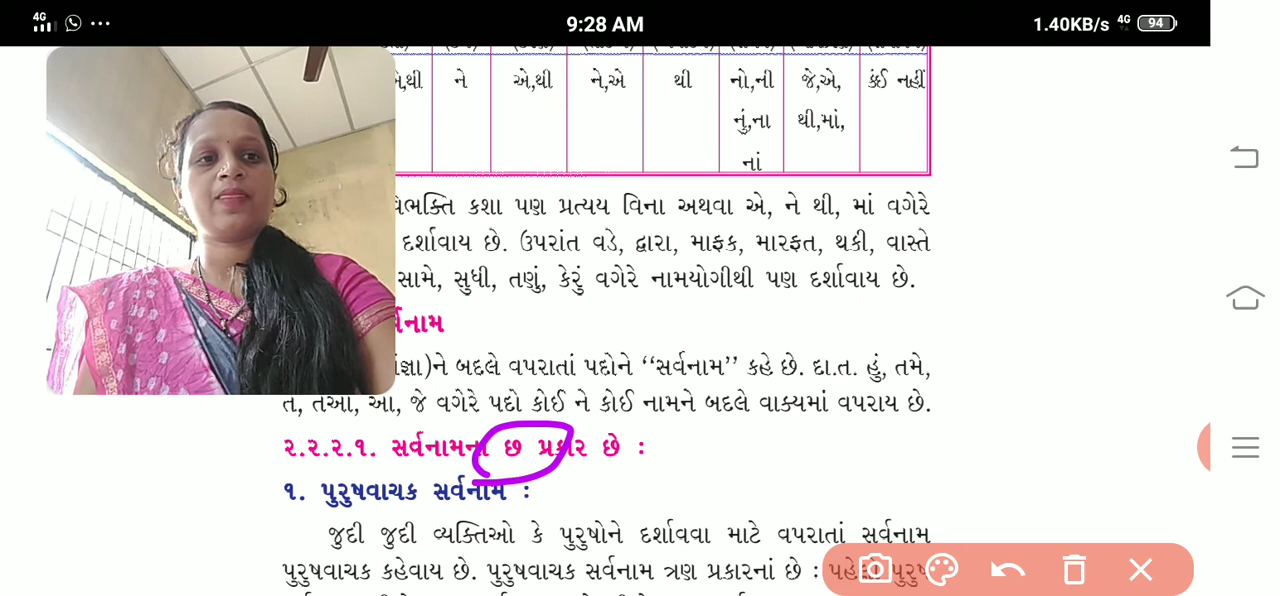 4G 9:28 AM 1.40KB/s 4G 94
ને એ,થી ને,એ થી નો,ની જે,એ, કંઈ નહીં
નું,ના થી,માં,
નાં
કશા પણ પ્રત્યય વિના અથવા એ, ને થી, માં વગેરે
દર્શાવાય છે. ઉપરાંત વડે, દ્વારા, માફક, મારફત, થકી, વાસ્તે
સામે, સુધી, તણું, કેરું વગેરે નામયોગીથી પણ દર્શાવાય છે.
ને બદલે વપરાતાં પદોને “સર્વનામ” કહે છે. દા.ત. હું, તમે,
જે વગેરે પદો કોઈ ને કોઈ નામને બદલે વાક્યમાં વપરાય છે.
૨.૨.૨.૧. સર્વનામના છ પ્રકાર છે :
૧. પુરુષવાચક સર્વનામ :
જુદી જુદી વ્યક્તિઓ કે પુરુષોને દર્શાવવા માટે વપરાતાં સર્વનામ
પુરુષવાચક કહેવાય છે. પુરુષવાચક સર્વનામ ત્રણ પ્રકારનાં છે : પહેલો પુરુષ